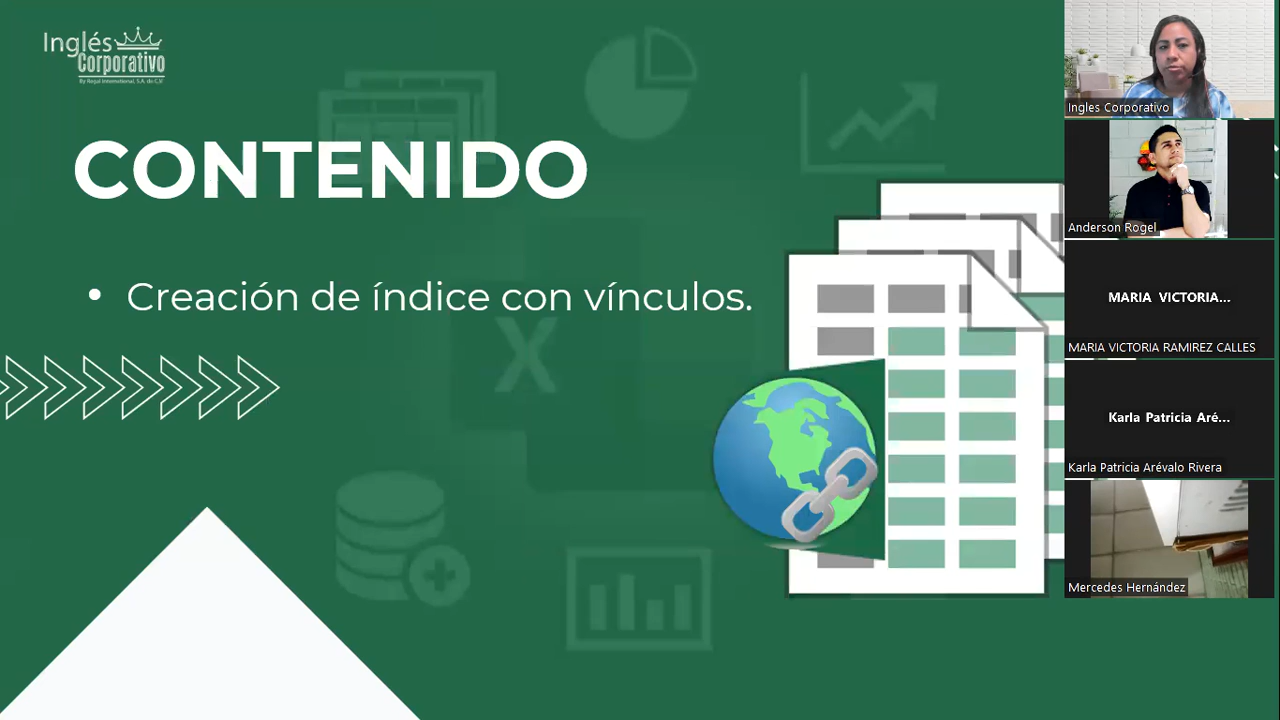 Inglés
Corporativo
By Regal International, S.A. de C.V
CONTENIDO
• Creación de índice con vínculos.
X
Ingles Corporativo
Anderson Rogel
MARIA VICTORIA...
MARIA VICTORIA RAMIREZ CALLES
Karla Patricia Aré...
Karla Patricia Arévalo Rivera
Mercedes Hernández